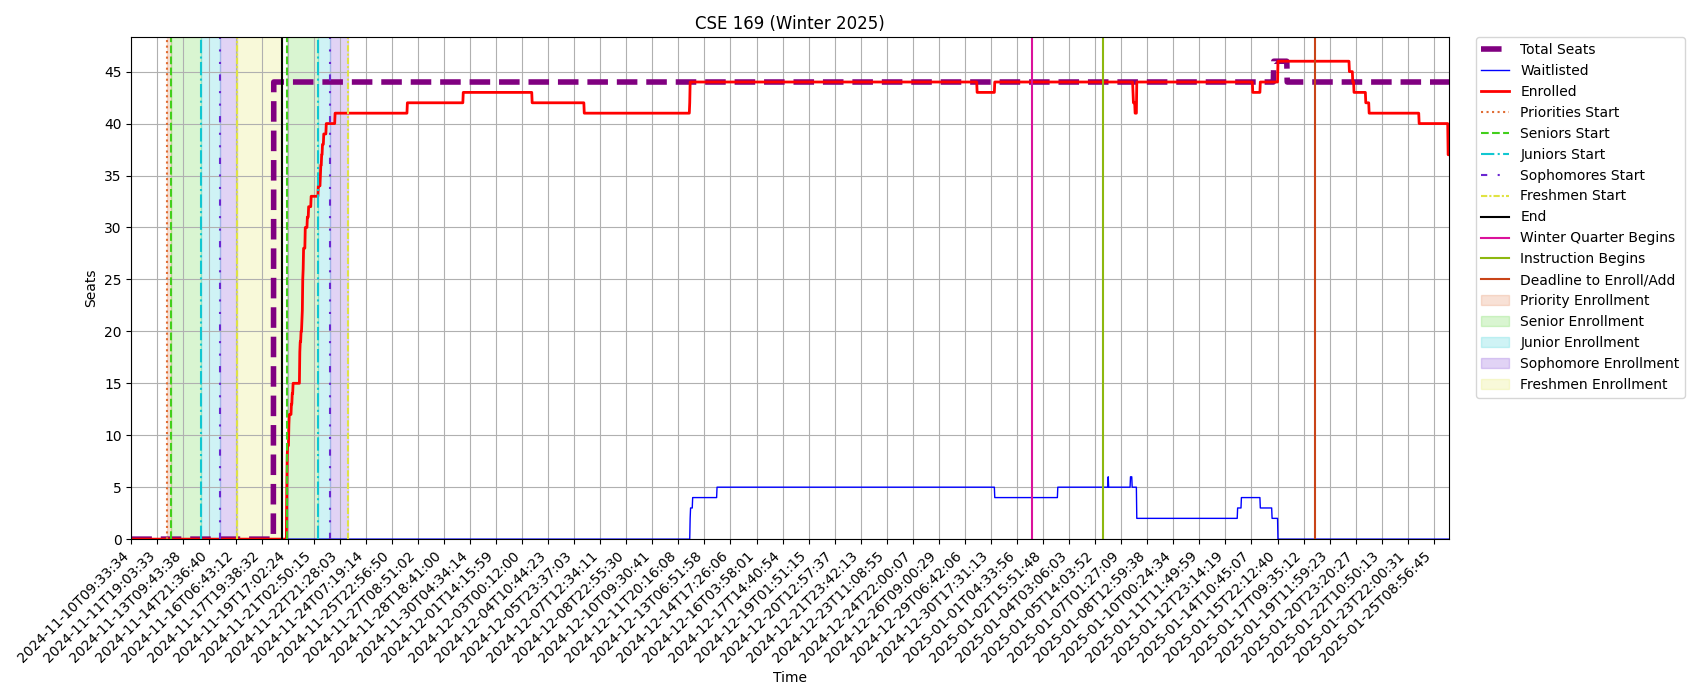 CSE 169 (Winter 2025)
Seats
45
40
35
30
25
20
15
10
5
0
2024-11-10T09:33:34
2024-11-11T19:03:33
2024-11-13T09:43:38
2024-11-14T21:36:40
2024-11-16T06:43:12
2024-11-17T19:38:32
2024-11-19T17:02:24
2024-11-21T02:50:15
2024-11-22T21:28:03
2024-11-24T07:19:14
2024-11-25T22:56:50
2024-11-27T08:51:02
2024-11-28T18:41:00
2024-11-30T04:34:14
2024-12-01T14:15:59
2024-12-03T00:12:00
2024-12-04T10:44:23
2024-12-05T23:37:03
2024-12-07T12:34:11
2024-12-08T22:55:30
2024-12-10T09:30:41
2024-12-11T20:16:08
2024-12-13T06:51:58
2024-12-14T17:26:06
2024-12-16T03:58:01
2024-12-17T14:40:54
2024-12-19T01:51:15
2024-12-20T12:57:37
2024-12-21T23:42:13
2024-12-23T11:08:55
2024-12-24T22:00:07
2024-12-26T09:00:29
2024-12-29T06:42:06
2024-12-30T17:31:13
2025-01-01T04:33:56
2025-01-02T15:51:48
2025-01-04T03:06:03
2025-01-05T14:03:52
2025-01-07T01:27:09
2025-01-08T12:59:38
2025-01-10T00:24:34
2025-01-11T11:49:59
2025-01-12T23:14:19
2025-01-14T10:45:07
2025-01-15T22:12:40
2025-01-17T09:35:12
2025-01-19T11:59:23
2025-01-20T23:20:27
2025-01-22T10:50:13
2025-01-23T22:00:31
2025-01-25T08:56:45
Time
Total Seats
Waitlisted
Enrolled
Priorities Start
Seniors Start
Juniors Start
Sophomores Start
Freshmen Start
End
Winter Quarter Begins
Instruction Begins
Deadline to Enroll/Add
Priority Enrollment
Senior Enrollment
Junior Enrollment
Sophomore Enrollment
Freshmen Enrollment